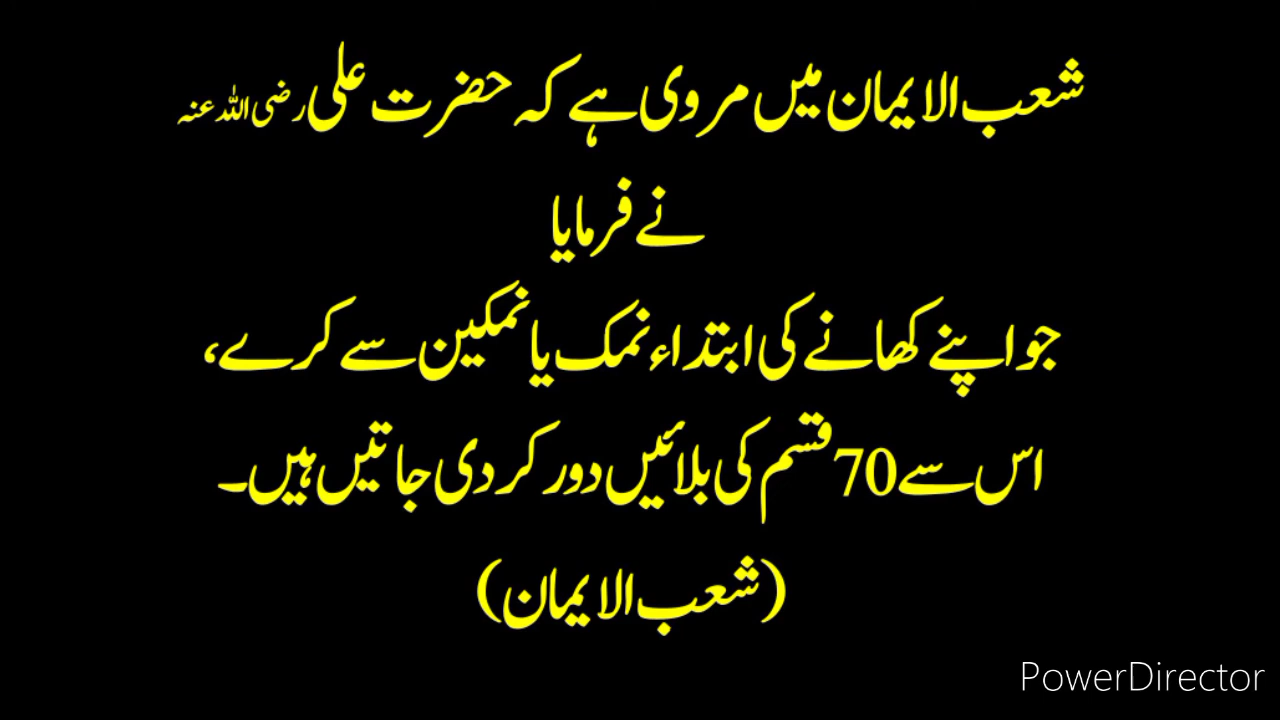 شعب الایمان میں مروی ہے کہ حضرت علی رضی اللہ عنہ
نے فرمایا
جو اپنے کھانے کی ابتداء نمک یا نمکین سے کرے،
اس سے 70 قسم کی بلائیں دور کر دی جاتیں ہیں۔
(شعب الایمان)
PowerDirector